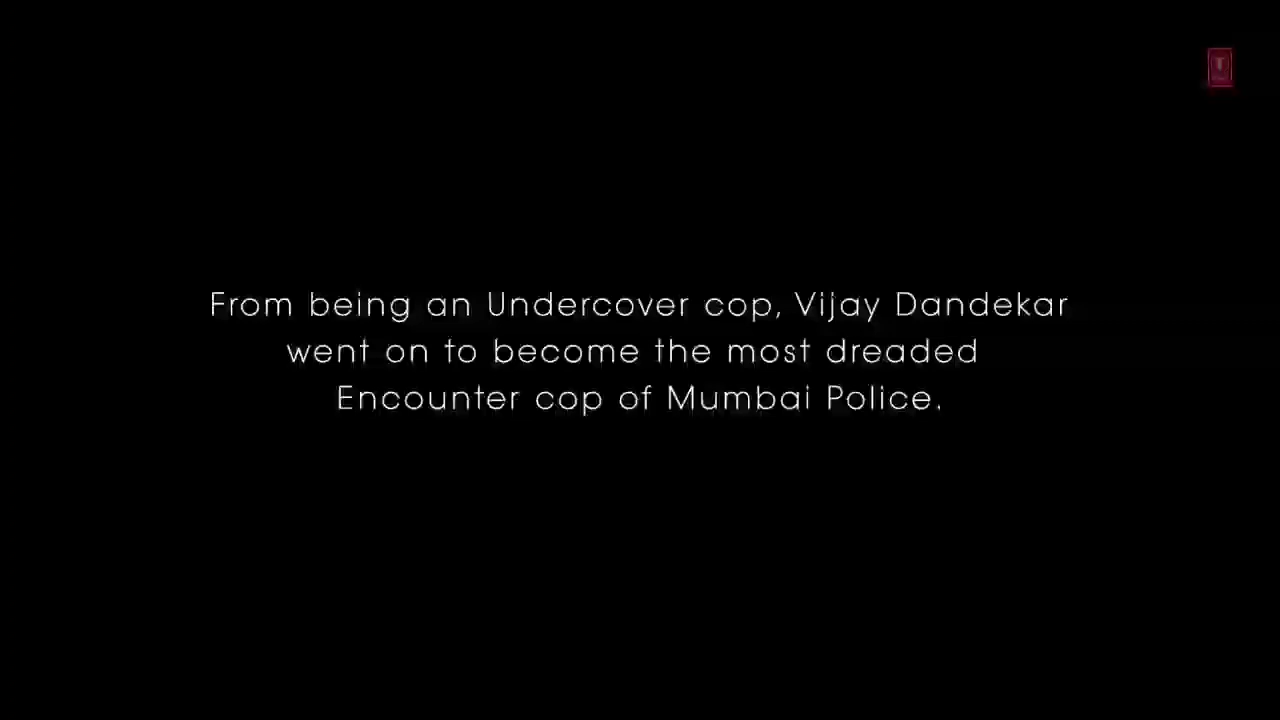 From being an Undercover cop, Vijay Dandekar
went on to become the most dreaded
Encounter cop of Mumbai Police.